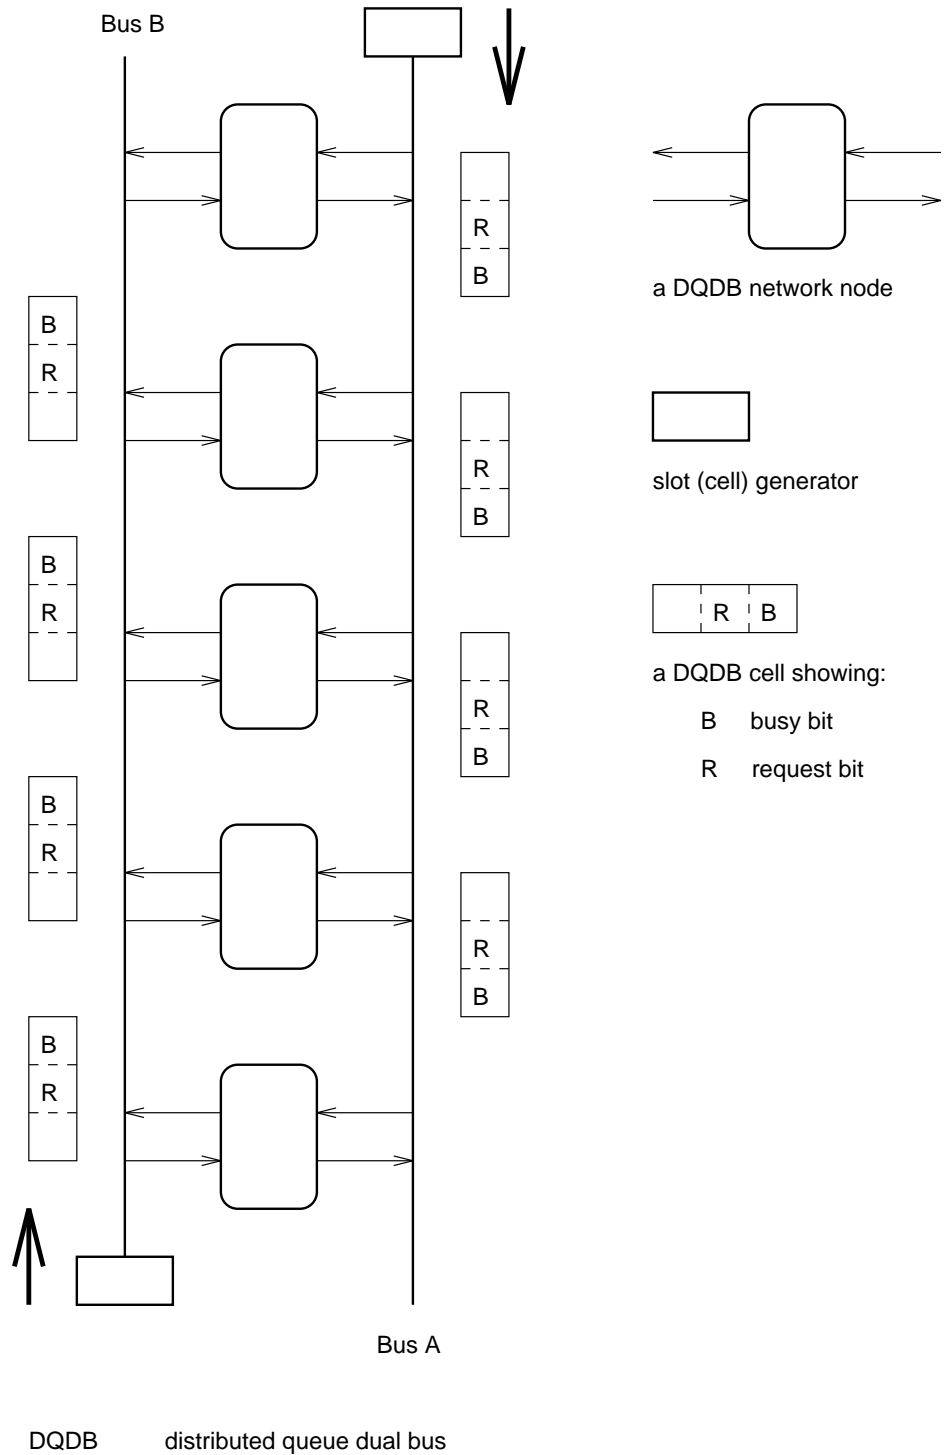 Bus B
R
B
a DQDB network node
B
R
R
B
slot (cell) generator
B
R
R B
a DQDB cell showing:
R
B
B busy bit
R request bit
B
R
R
B
B
R
Bus A
DQDB distributed queue dual bus